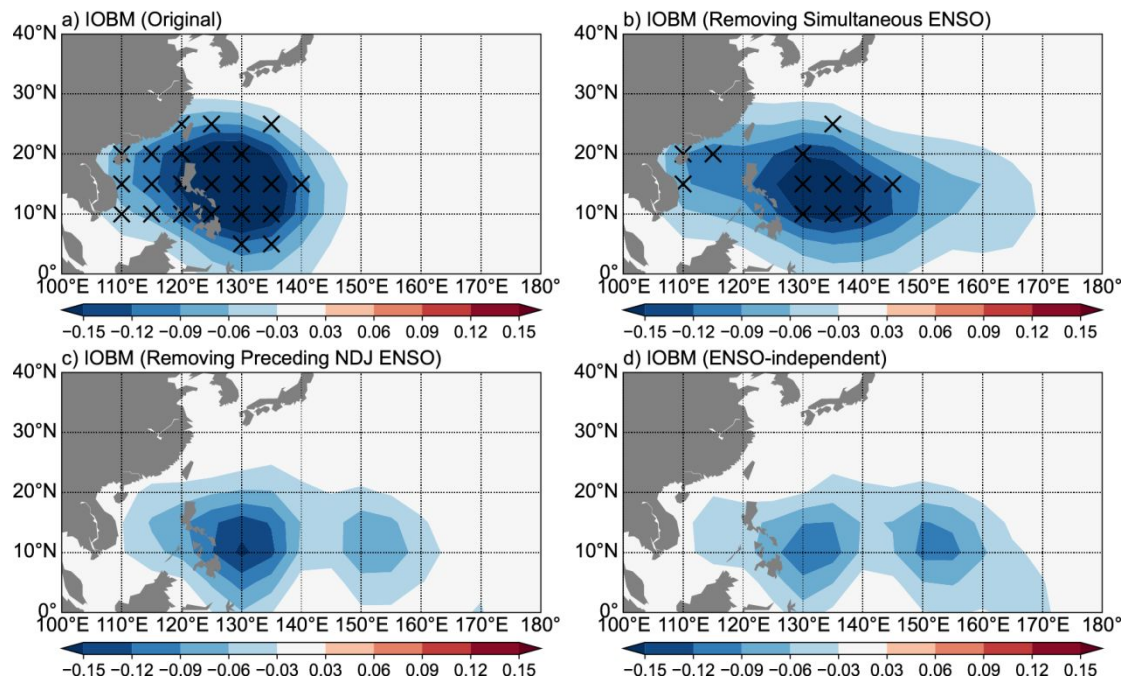 a) IOBM (Original)
40°N
30°N
20°N
10°N
0°
100°E 110°E 120°E 130°E 140°E 150°E 160°E 170°E 180°
−0.15 −0.12 −0.09 −0.06 −0.03 0.03 0.06 0.09 0.12 0.15
b) IOBM (Removing Simultaneous ENSO)
40°N
30°N
20°N
10°N
0°
100°E 110°E 120°E 130°E 140°E 150°E 160°E 170°E 180°
−0.15 −0.12 −0.09 −0.06 −0.03 0.03 0.06 0.09 0.12 0.15
c) IOBM (Removing Preceding NDJ ENSO)
40°N
30°N
20°N
10°N
0°
100°E 110°E 120°E 130°E 140°E 150°E 160°E 170°E 180°
−0.15 −0.12 −0.09 −0.06 −0.03 0.03 0.06 0.09 0.12 0.15
d) IOBM (ENSO-independent)
40°N
30°N
20°N
10°N
0°
100°E 110°E 120°E 130°E 140°E 150°E 160°E 170°E 180°
−0.15 −0.12 −0.09 −0.06 −0.03 0.03 0.06 0.09 0.12 0.15